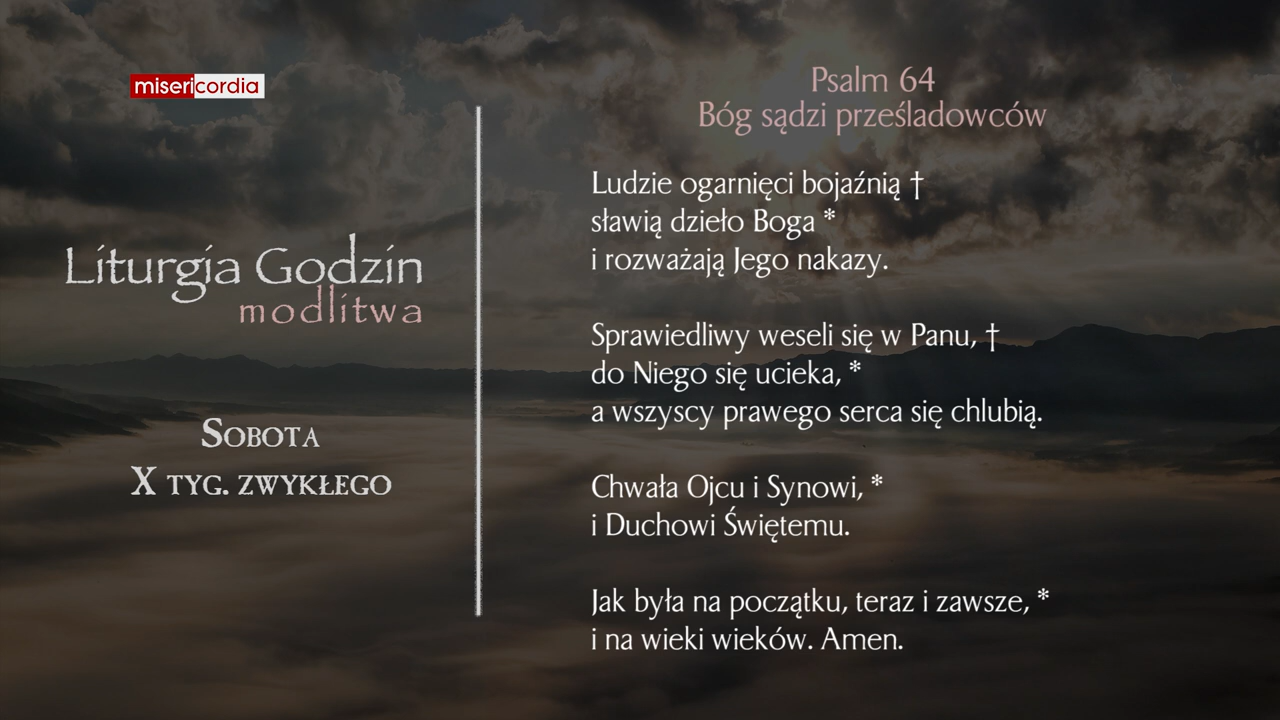 misericordia
Liturgia Godzin
modlitwa
Sobota
X tyg. zwykłego
Psalm 64
Bóg sądzi prześladowców
Ludzie ogarnięci bojaźnią †
sławią dzieło Boga *
i rozważają Jego nakazy.
Sprawiedliwy weseli się w Panu, †
do Niego się ucieka, *
a wszyscy prawego serca się chlubią.
Chwała Ojcu i Synowi, *
i Duchowi Świętemu.
Jak była na początku, teraz i zawsze, *
i na wieki wieków. Amen.